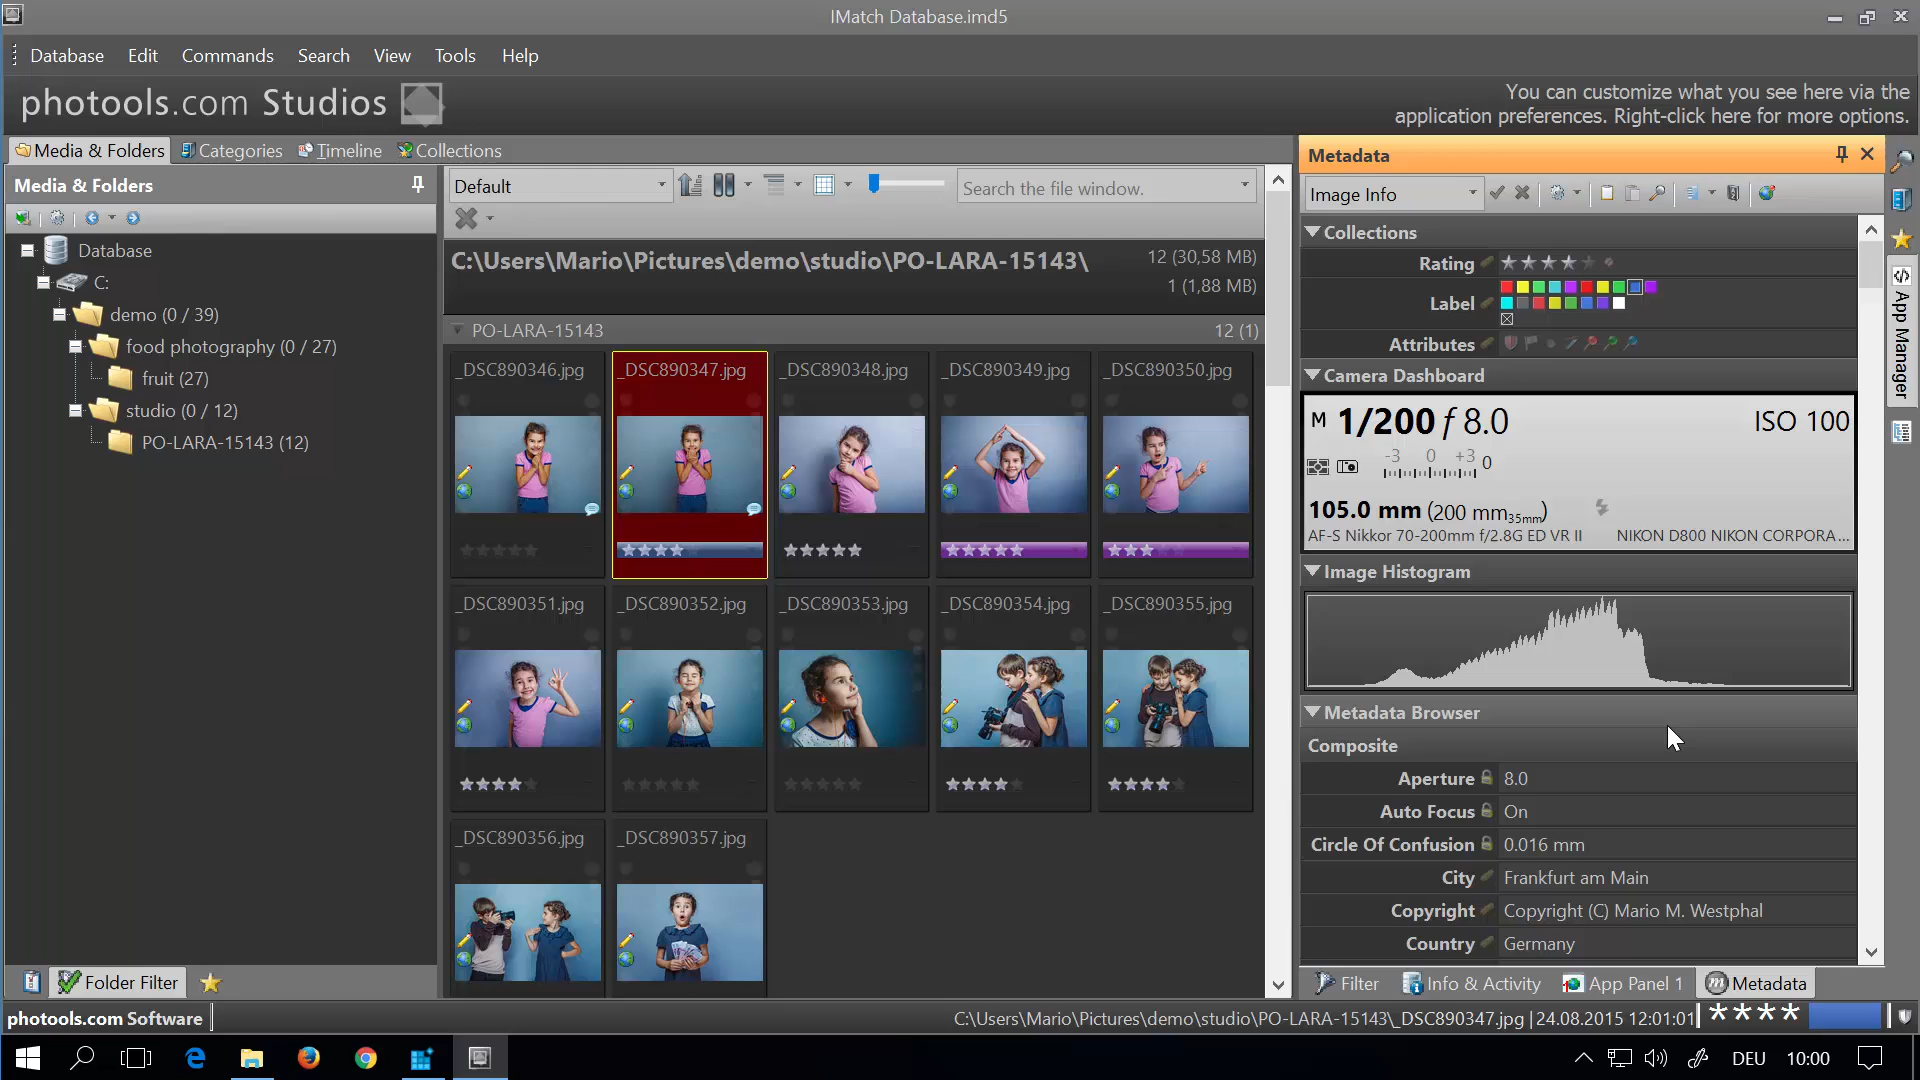 IMatch Database.imd5
Database Edit Commands Search View Tools Help
photools.com Studios
You can customize what you see here via the
application preferences. Right-click here for more options.
Media & Folders Categories Timeline Collections
Media & Folders
Database
C:
demo (0 / 39)
food photography (0 / 27)
fruit (27)
studio (0 / 12)
PO-LARA-15143 (12)
Folder Filter
Default
Search the file window.
C:\Users\Mario\Pictures\demo\studio\PO-LARA-15143\
12 (30,58 MB)
1 (1,88 MB)
PO-LARA-15143 12 (1)
_DSC890346.jpg _DSC890347.jpg _DSC890348.jpg _DSC890349.jpg _DSC890350.jpg
_DSC890351.jpg _DSC890352.jpg _DSC890353.jpg _DSC890354.jpg _DSC890355.jpg
_DSC890356.jpg _DSC890357.jpg
Metadata
Image Info
Collections
Rating
Label
Attributes
Camera Dashboard
M 1/200 f 8.0 ISO 100
-3 0 +3 0
105.0 mm (200 mm35mm)
AF-S Nikkor 70-200mm f/2.8G ED VR II NIKON D800 NIKON CORPORA...
Image Histogram
Metadata Browser
Composite
Aperture 8.0
Auto Focus On
Circle Of Confusion 0.016 mm
City Frankfurt am Main
Copyright Copyright (C) Mario M. Westphal
Country Germany
Filter Info & Activity App Panel 1 Metadata
App Manager
photools.com Software
C:\Users\Mario\Pictures\demo\studio\PO-LARA-15143\_DSC890347.jpg | 24.08.2015 12:01:01 ****
DEU 10:00